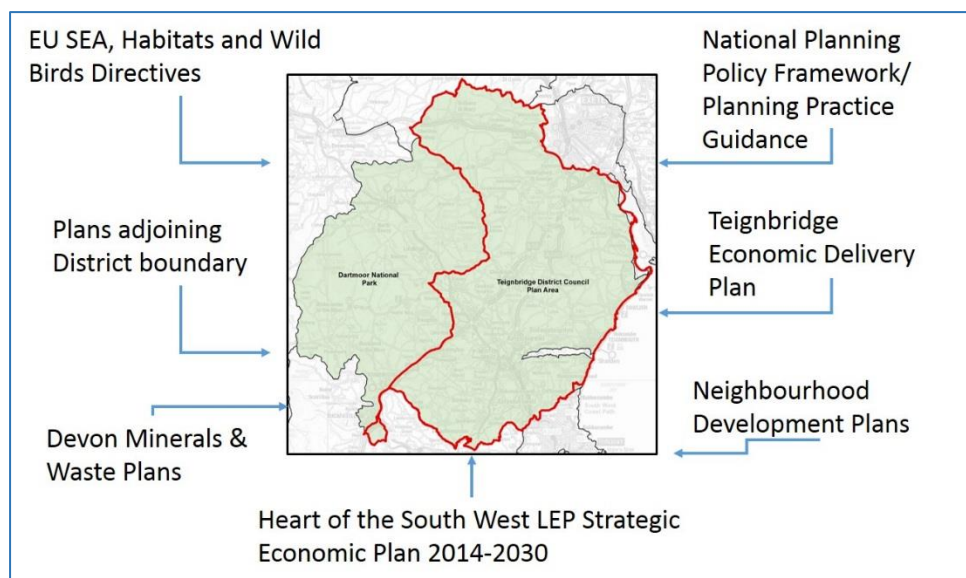 EU SEA, Habitats and Wild
Birds Directives
National Planning
Policy Framework/
Planning Practice
Guidance
Plans adjoining
District boundary
Dartmoor National
Park
Teignbridge District Council
Plan Area
Teignbridge
Economic Delivery
Plan
Devon Minerals &
Waste Plans
Neighbourhood
Development Plans
Heart of the South West LEP Strategic
Economic Plan 2014-2030